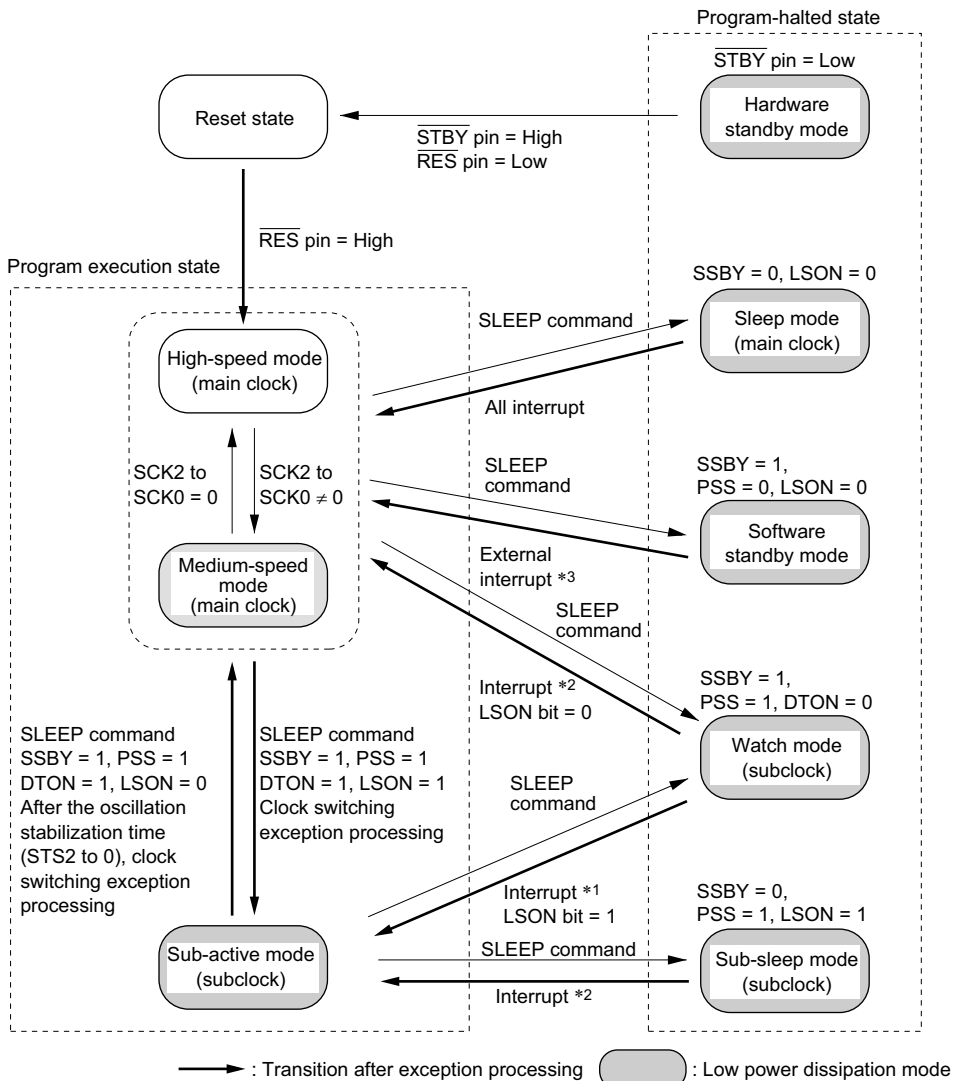 Program-halted state
STBY pin = Low
Hardware
standby mode
Reset state
STBY pin = High
RES pin = Low
RES pin = High
Program execution state
SSBY = 0, LSON = 0
Sleep mode
(main clock)
SLEEP command
All interrupt
High-speed mode
(main clock)
SCK2 to
SCK0 = 0
SCK2 to
SCK0 ≠ 0
Medium-speed
mode
(main clock)
SLEEP
command
External
interrupt *3
SSBY = 1,
PSS = 0, LSON = 0
Software
standby mode
SLEEP
command
Interrupt *2
LSON bit = 0
SSBY = 1,
PSS = 1, DTON = 0
Watch mode
(subclock)
SLEEP command
SSBY = 1, PSS = 1
DTON = 1, LSON = 0
After the oscillation
stabilization time
(STS2 to 0), clock
switching exception
processing
SLEEP command
SSBY = 1, PSS = 1
DTON = 1, LSON = 1
Clock switching
exception processing
SLEEP
command
Interrupt *1
LSON bit = 1
SSBY = 0,
PSS = 1, LSON = 1
Sub-active mode
(subclock)
SLEEP command
Interrupt *2
Sub-sleep mode
(subclock)
: Transition after exception processing
: Low power dissipation mode